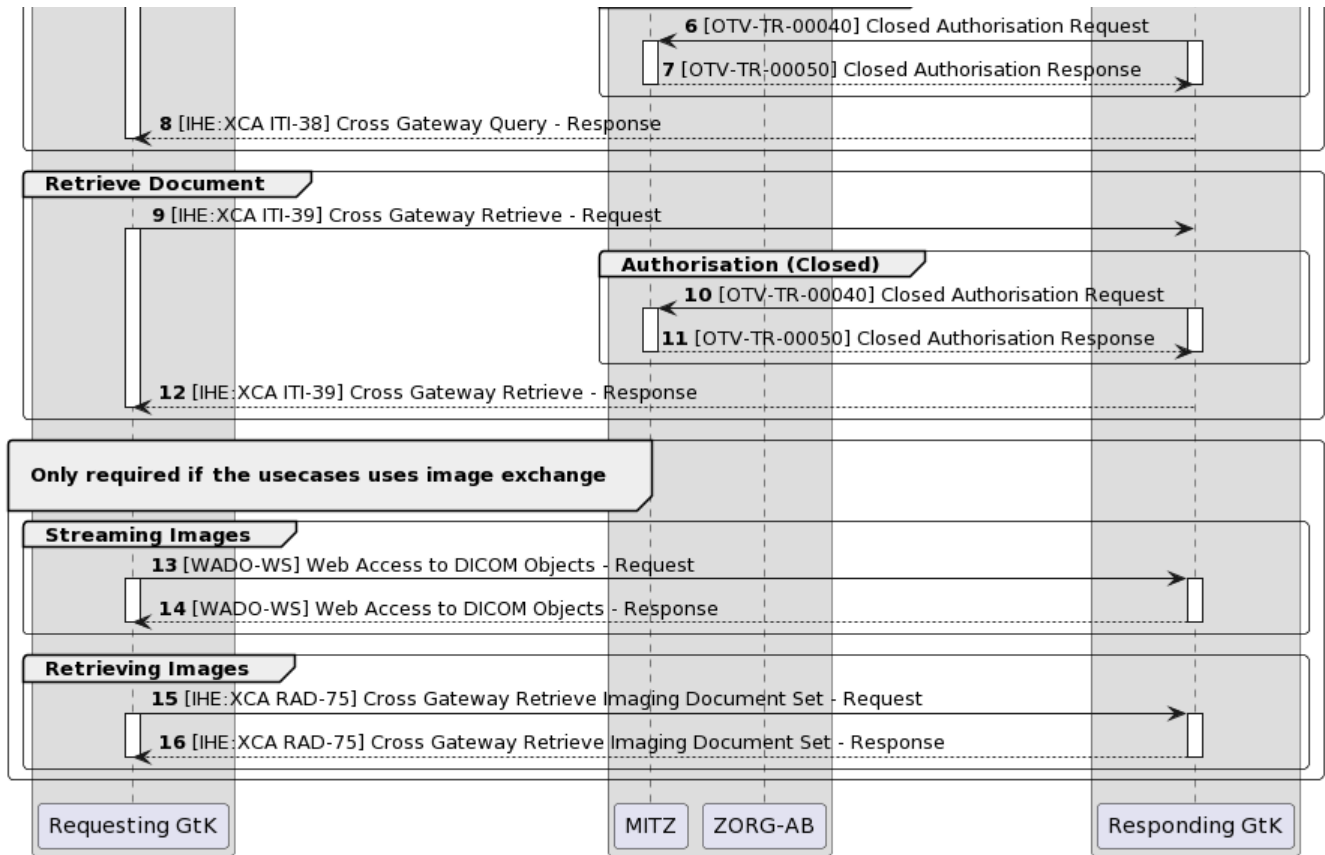 6 [OTV-TR-00040] Closed Authorisation Request
7 [OTV-TR-00050] Closed Authorisation Response
8 [IHE:XCA ITI-38] Cross Gateway Query - Response
Retrieve Document
9 [IHE:XCA ITI-39] Cross Gateway Retrieve - Request
Authorisation (Closed)
10 [OTV-TR-00040] Closed Authorisation Request
11 [OTV-TR-00050] Closed Authorisation Response
12 [IHE:XCA ITI-39] Cross Gateway Retrieve - Response
Only required if the usecases uses image exchange
Streaming Images
13 [WADO-WS] Web Access to DICOM Objects - Request
14 [WADO-WS] Web Access to DICOM Objects - Response
Retrieving Images
15 [IHE:XCA RAD-75] Cross Gateway Retrieve Imaging Document Set - Request
16 [IHE:XCA RAD-75] Cross Gateway Retrieve Imaging Document Set - Response
Requesting GtK
MITZ
ZORG-AB
Responding GtK